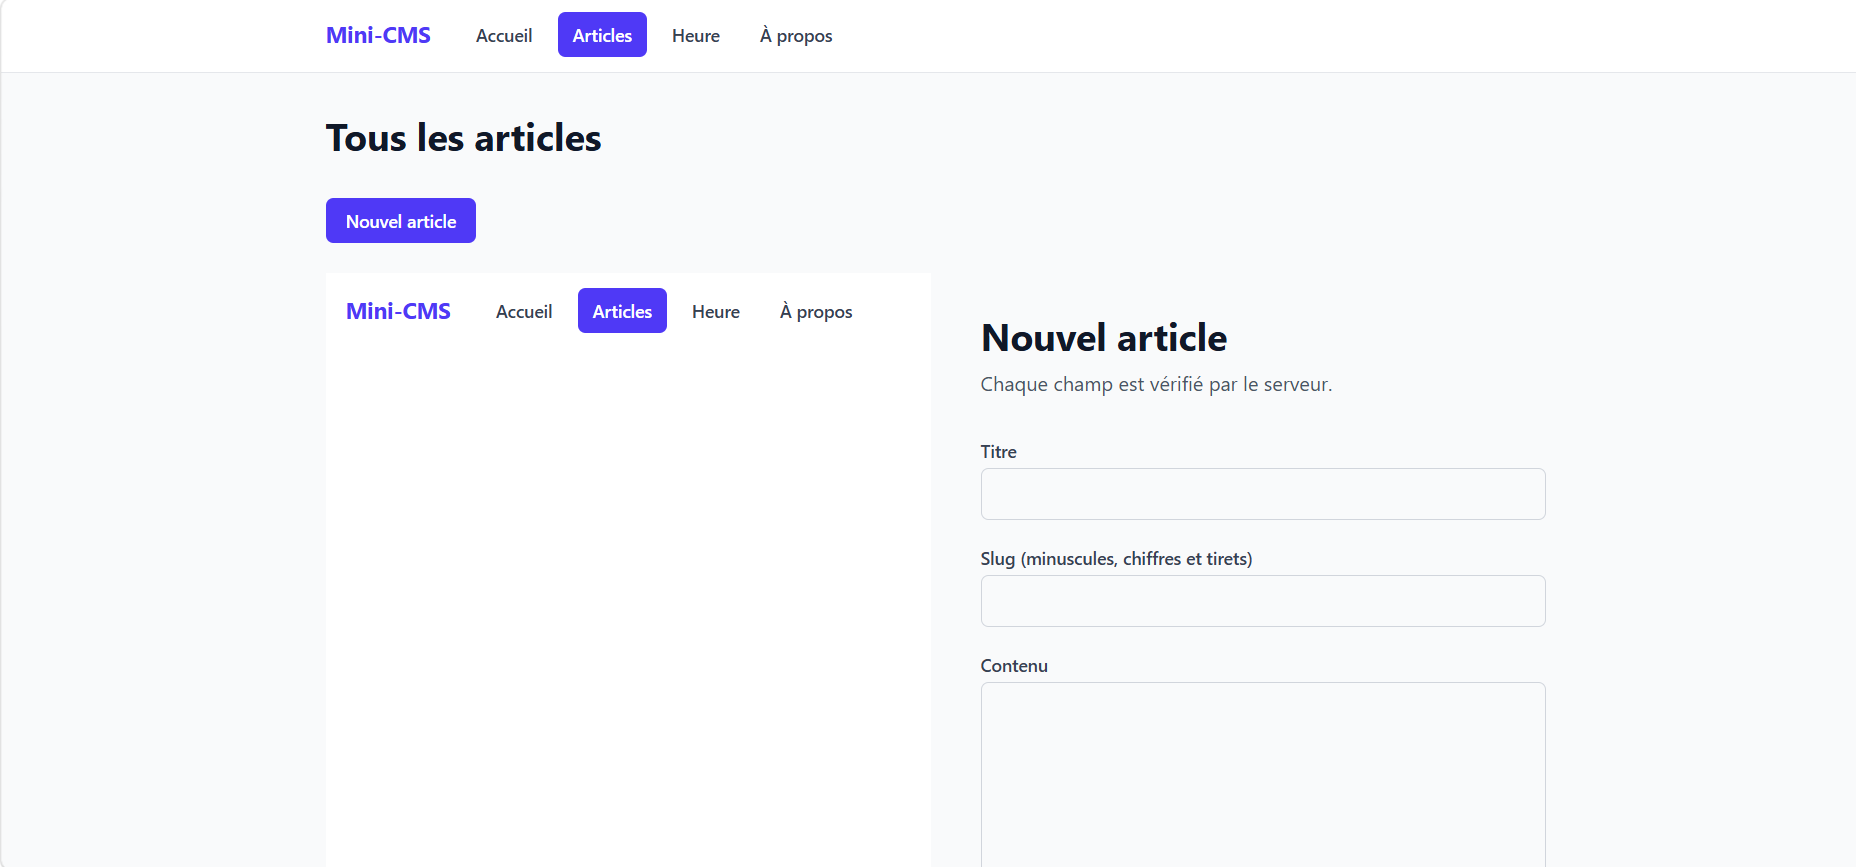 Mini-CMS Accueil Articles Heure À propos
Tous les articles
Nouvel article
Mini-CMS Accueil Articles Heure À propos
Nouvel article
Chaque champ est vérifié par le serveur.
Titre
Slug (minuscules, chiffres et tirets)
Contenu